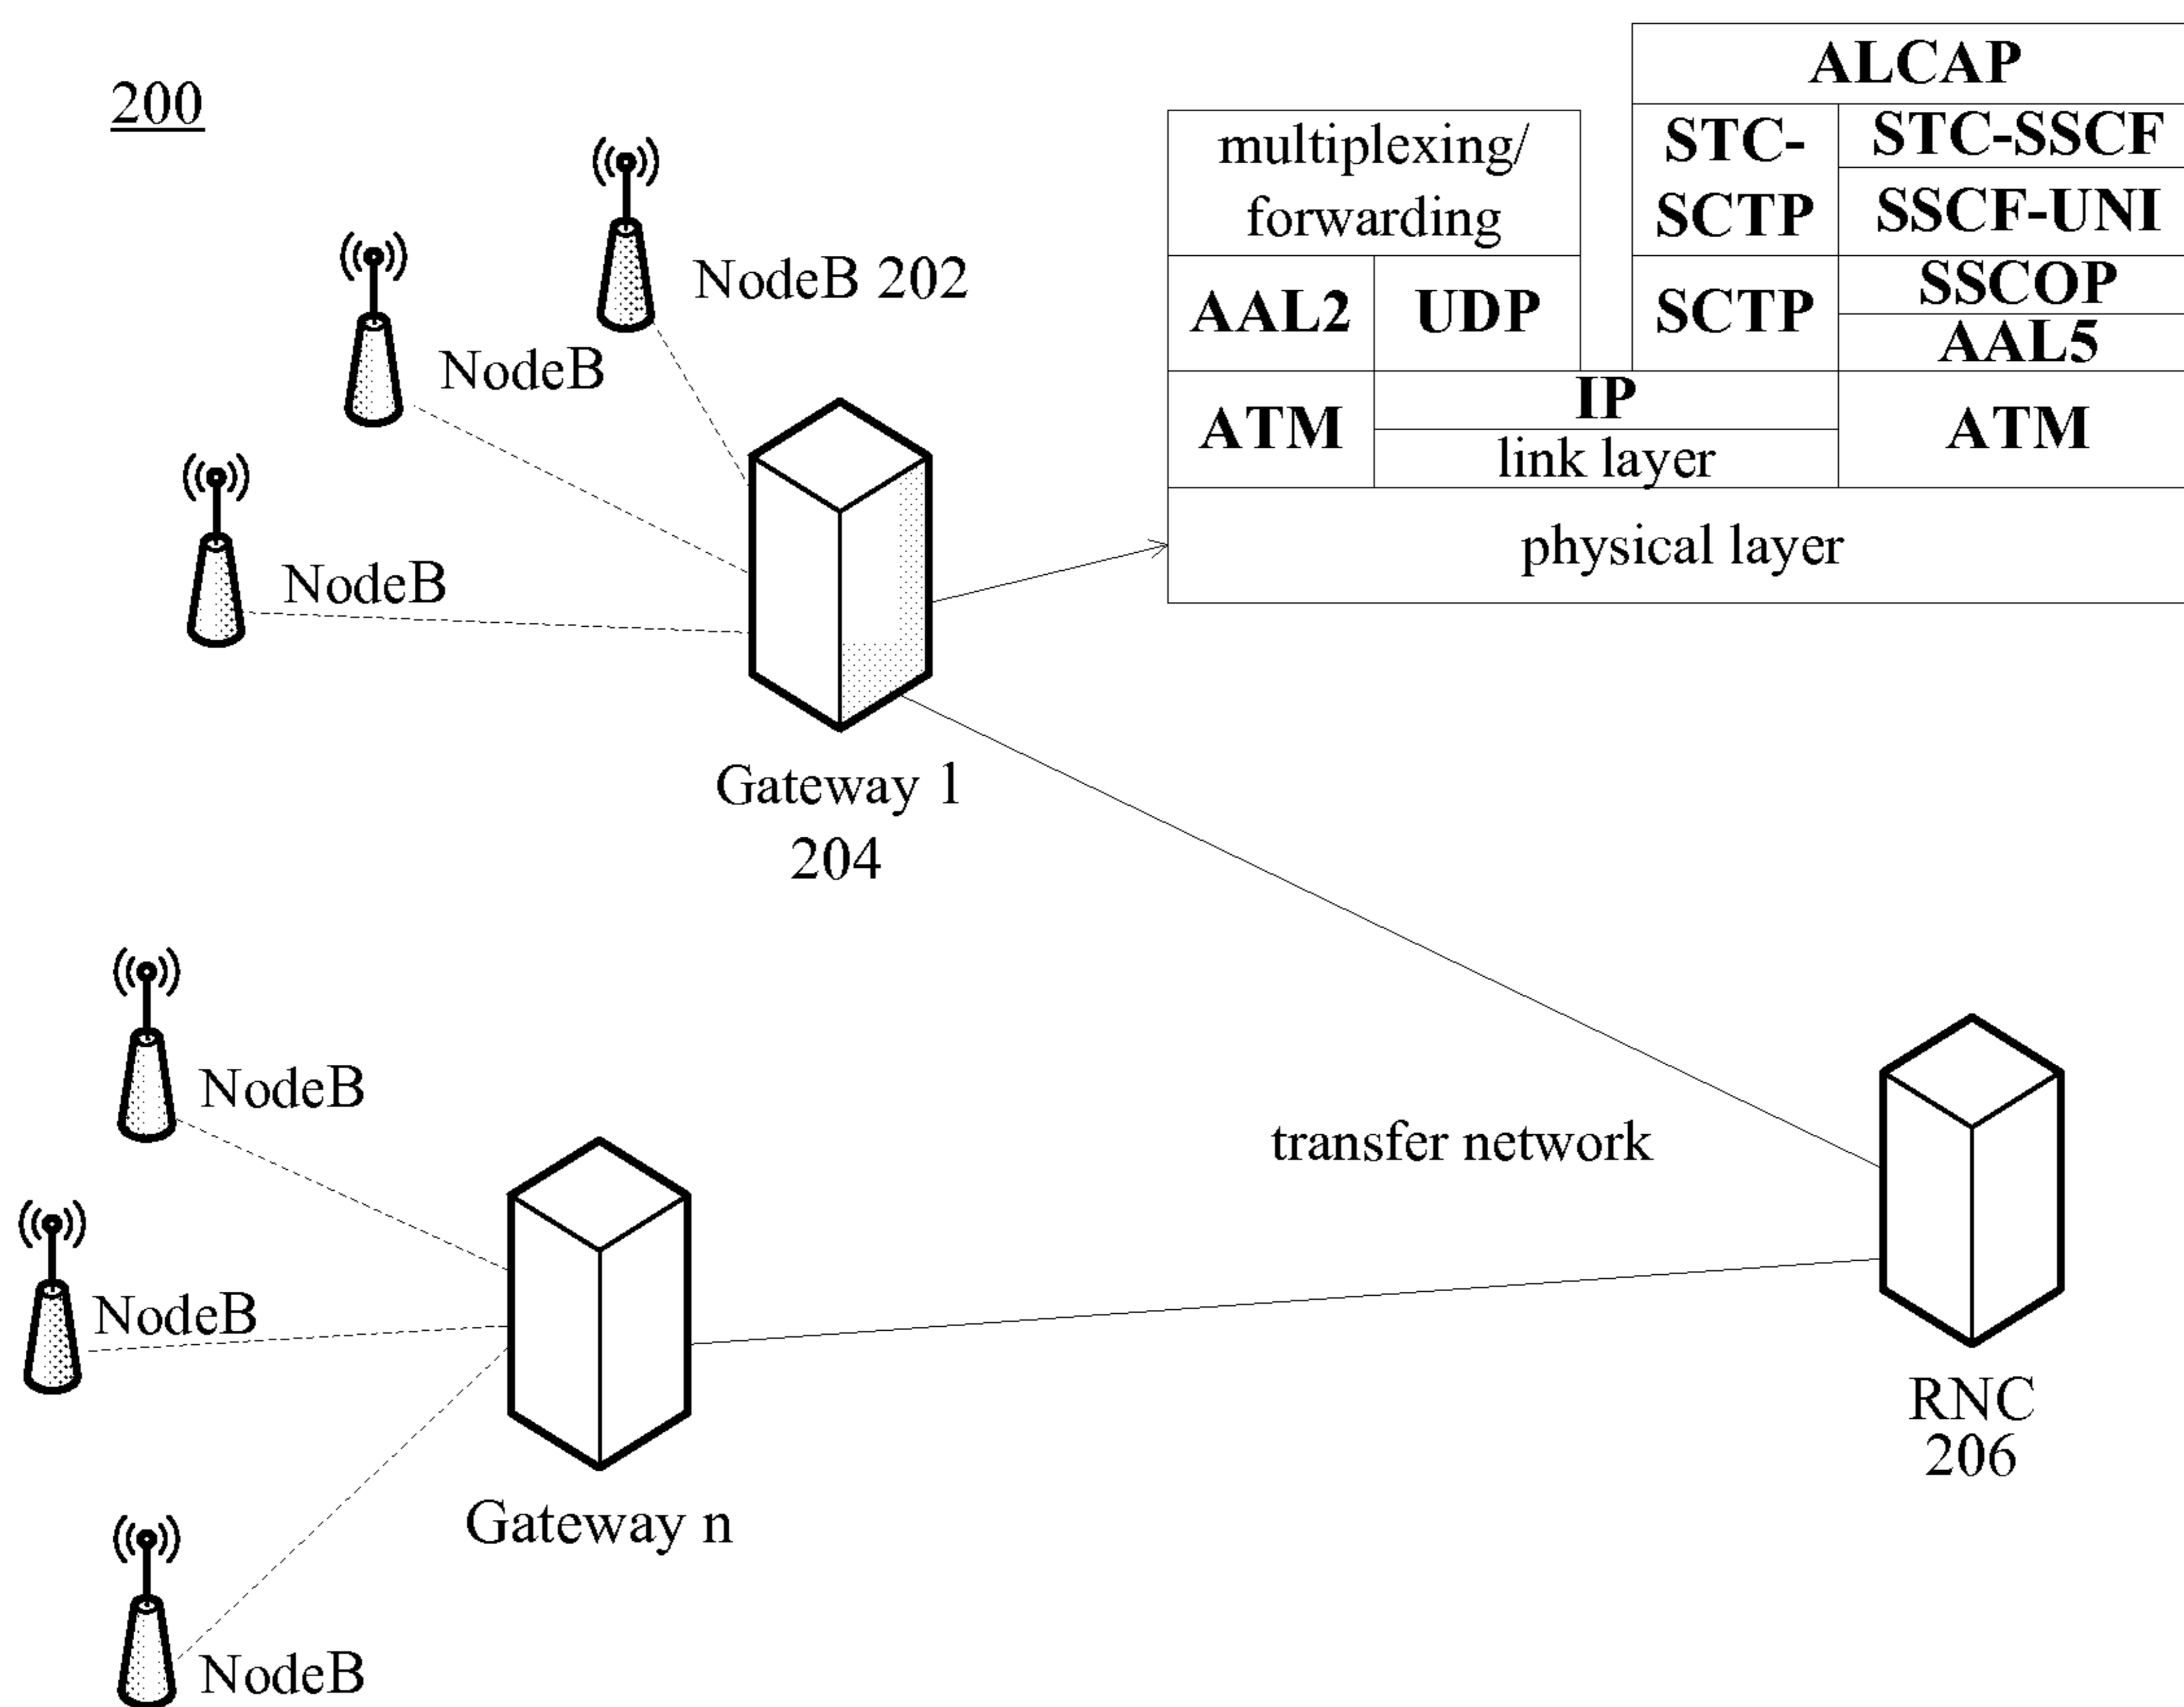 200
ALCAP
multiplexing/
forwarding
STC-
SCTP
STC-SSCF
SSCF-UNI
AAL2
UDP
SCTP
SSCOP
AAL5
ATM
IP
link layer
ATM
physical layer
NodeB 202
NodeB
NodeB
Gateway 1
204
NodeB
transfer network
NodeB
RNC
206
Gateway n
NodeB